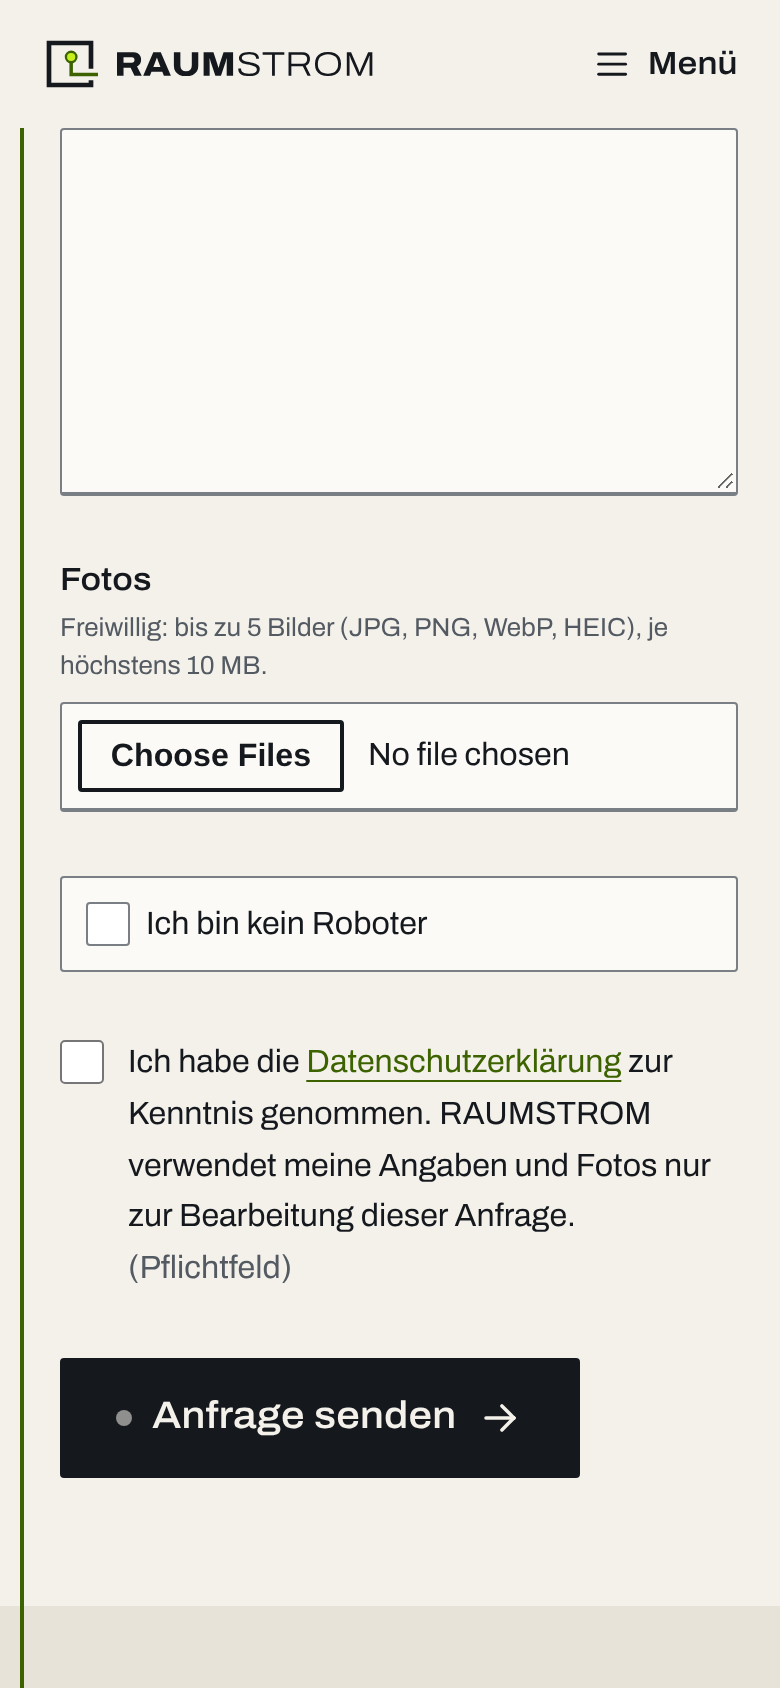 RAUMSTROM
Menü
Fotos
Freiwillig: bis zu 5 Bilder (JPG, PNG, WebP, HEIC), je
höchstens 10 MB.
Choose Files No file chosen
Ich bin kein Roboter
Ich habe die Datenschutzerklärung zur
Kenntnis genommen. RAUMSTROM
verwendet meine Angaben und Fotos nur
zur Bearbeitung dieser Anfrage.
(Pflichtfeld)
Anfrage senden →